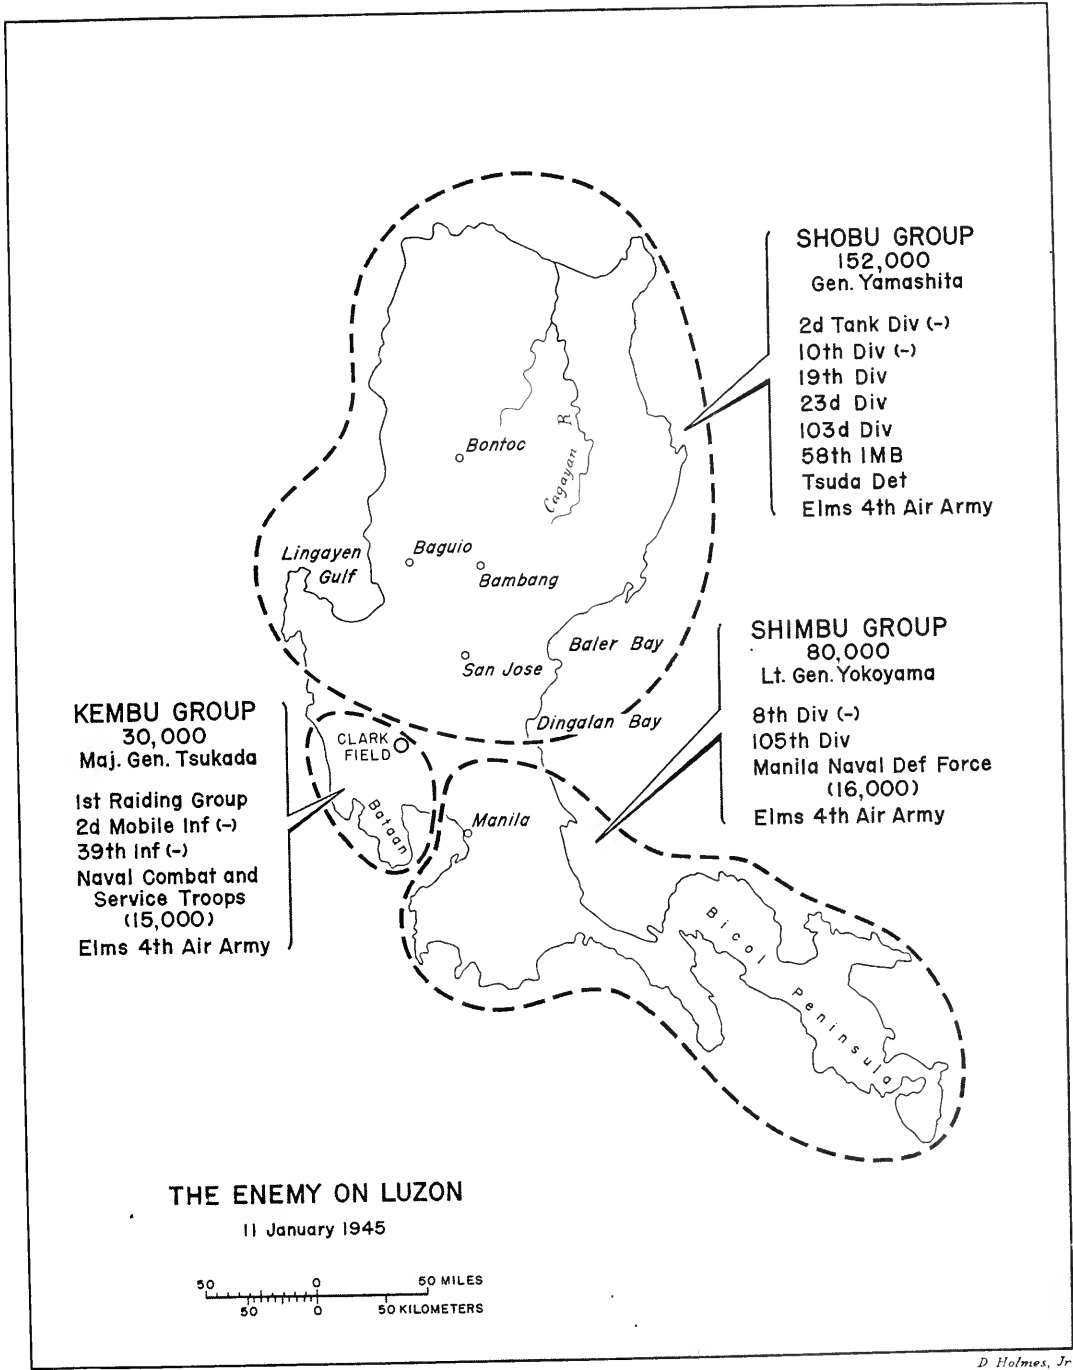 SHOBU GROUP
152,000
Gen. Yamashita
2d Tank Div (-)
10th Div (-)
19th Div
23d Div
103d Div
58th IMB
Tsuda Det
Elms 4th Air Army
Bontoc
Cagayan R
Lingayen
Gulf
Baguio
Bambang
San Jose
Baler Bay
Dingalan Bay
SHIMBU GROUP
80,000
Lt. Gen. Yokoyama
8th Div (-)
105th Div
Manila Naval Def Force
(16,000)
Elms 4th Air Army
KEMBU GROUP
30,000
Maj. Gen. Tsukada
1st Raiding Group
2d Mobile Inf (-)
39th Inf (-)
Naval Combat and
Service Troops
(15,000)
Elms 4th Air Army
CLARK
FIELD
Bataan
Manila
Bicol Peninsula
THE ENEMY ON LUZON
11 January 1945
50 0 50 MILES
50 0 50 KILOMETERS
D Holmes, Jr